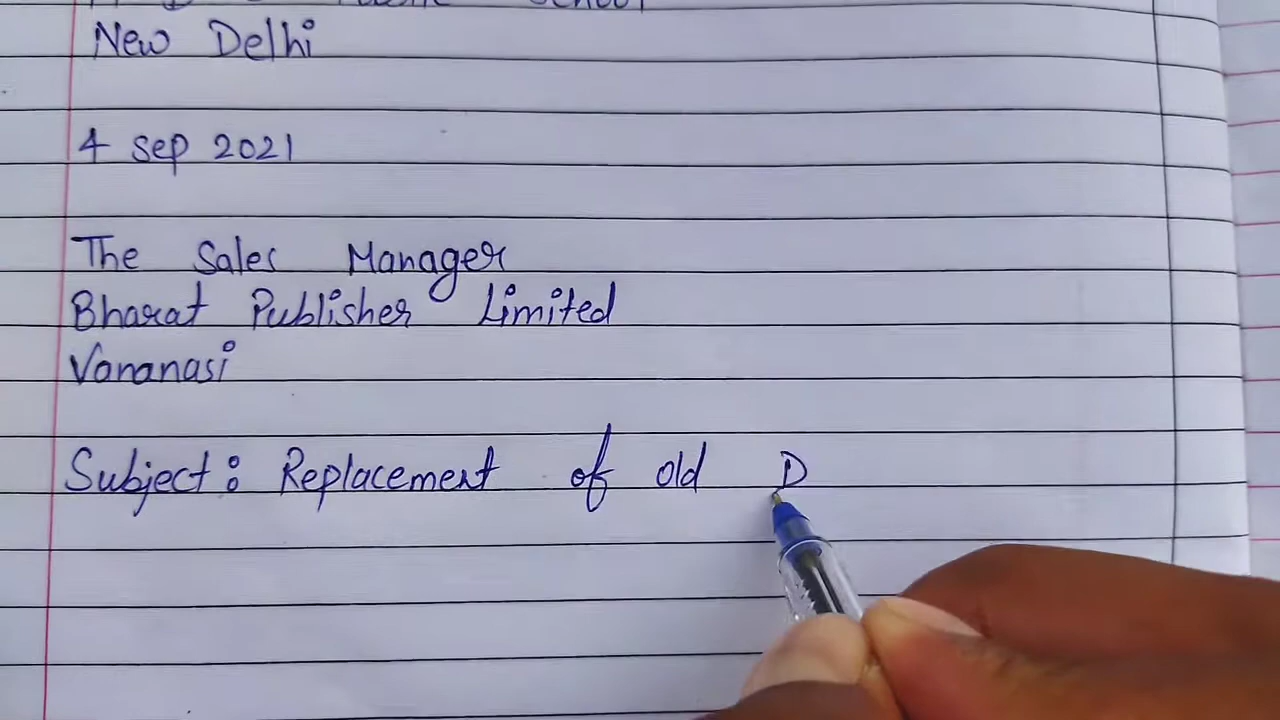 New Delhi
4 Sep 2021
The Sales Manager
Bharat Publisher Limited
Varanasi
Subject: Replacement of old D